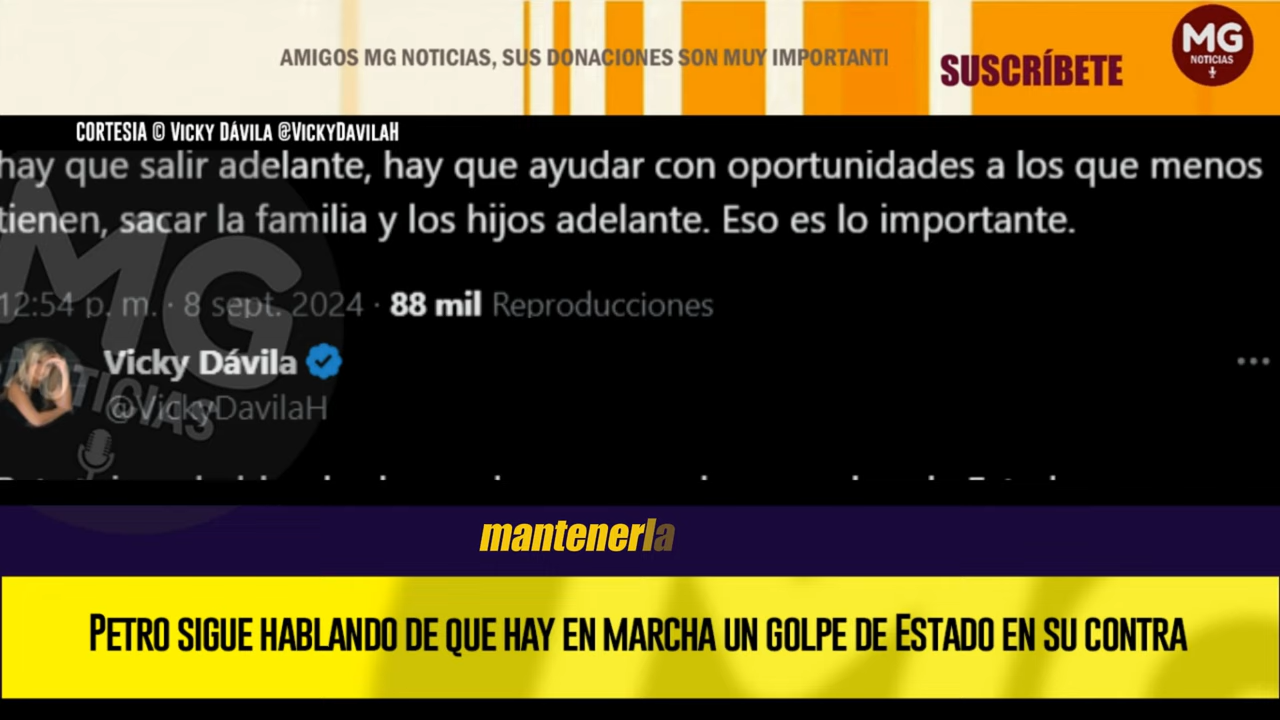 AMIGOS MG NOTICIAS, SUS DONACIONES SON MUY IMPORTANT
SUSCRÍBETE
MG
NOTICIAS
CORTESIA © VICKY DÁVILA @VICKYDAVILAH
hay que salir adelante, hay que ayudar con oportunidades a los que menos
tienen, sacar la familia y los hijos adelante. Eso es lo importante.
12:54 p. m. · 8 sept. 2024 · 88 mil Reproducciones
Vicky Dávila
@VickyDavilaH
MG
NOTICIAS
mantenerla
PETRO SIGUE HABLANDO DE QUE HAY EN MARCHA UN GOLPE DE ESTADO EN SU CONTRA